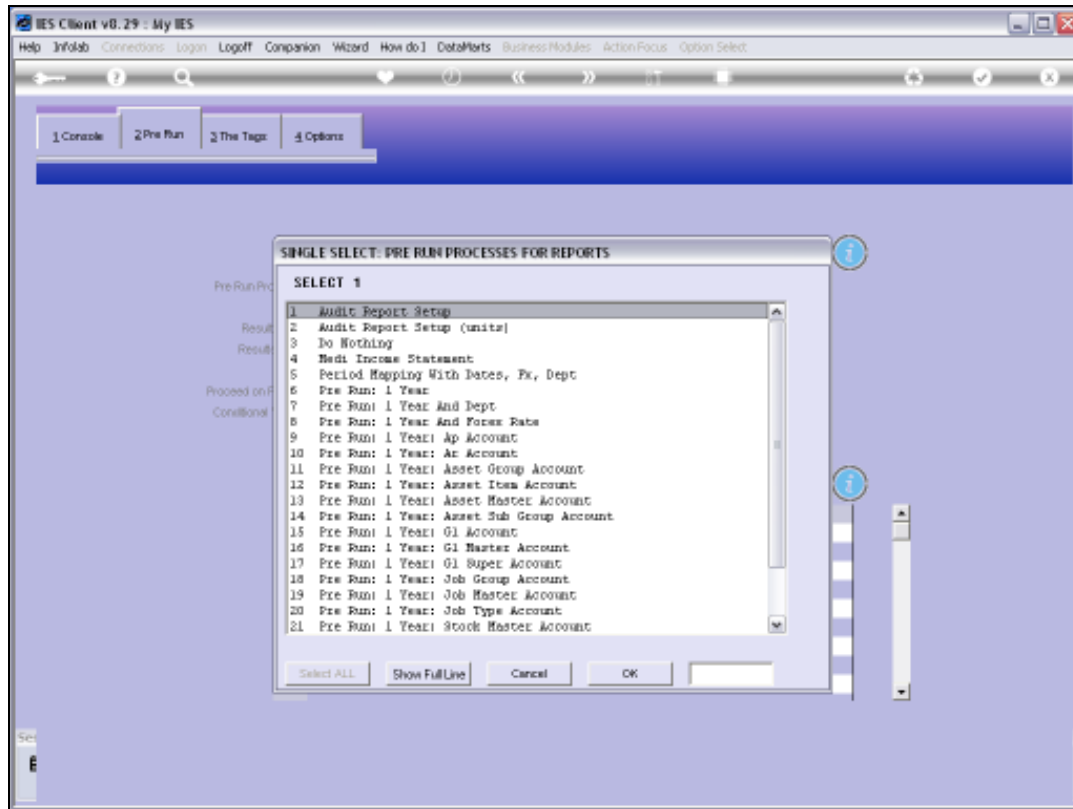 IES Client v8.29 : My IES
Help Infolab Connections Logon Logoff Companion Wizard How do I DataMarts Business Modules Action Focus Option Select
1 Console 2 Pre Run 3 The Tags 4 Options
SINGLE SELECT: PRE RUN PROCESSES FOR REPORTS
SELECT 1
Pre Run Pro
Result
Result
Proceed on F
Conditional
1 Audit Report Setup
2 Audit Report Setup (units)
3 Do Nothing
4 Medi Income Statement
5 Period Mapping With Dates, Fx, Dept
6 Pre Run: 1 Year
7 Pre Run: 1 Year And Dept
8 Pre Run: 1 Year And Forex Rate
9 Pre Run: 1 Year: Ap Account
10 Pre Run: 1 Year: Ar Account
11 Pre Run: 1 Year: Asset Group Account
12 Pre Run: 1 Year: Asset Item Account
13 Pre Run: 1 Year: Asset Master Account
14 Pre Run: 1 Year: Asset Sub Group Account
15 Pre Run: 1 Year: Gl Account
16 Pre Run: 1 Year: Gl Master Account
17 Pre Run: 1 Year: Gl Super Account
18 Pre Run: 1 Year: Job Group Account
19 Pre Run: 1 Year: Job Master Account
20 Pre Run: 1 Year: Job Type Account
21 Pre Run: 1 Year: Stock Master Account
Select ALL Show Full Line Cancel OK
Se